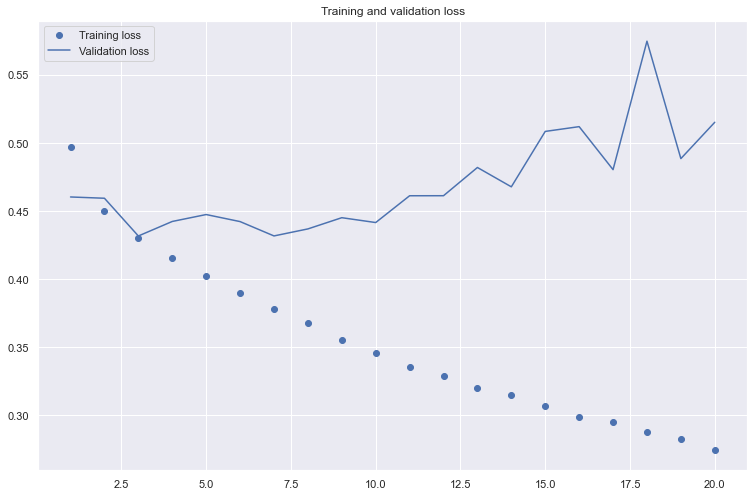 Training and validation loss
Training loss
Validation loss
0.55
0.50
0.45
0.40
0.35
0.30
2.5 5.0 7.5 10.0 12.5 15.0 17.5 20.0